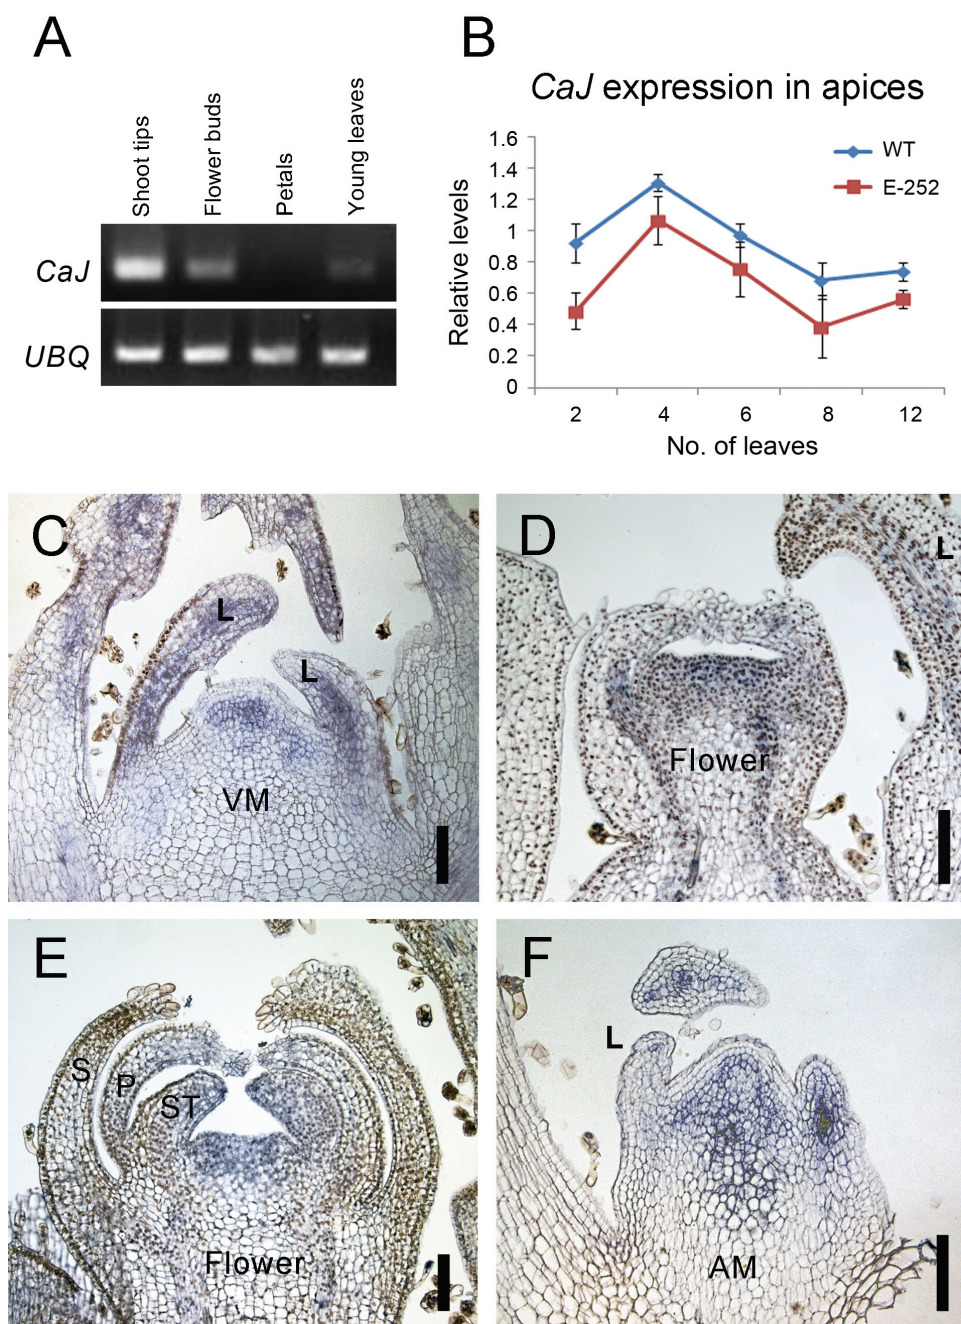 A
Shoot tips
Flower buds
Petals
Young leaves
CaJ
UBQ
B
CaJ expression in apices
WT
E-252
Relative levels
1.6
1.4
1.2
1
0.8
0.6
0.4
0.2
0
2 4 6 8 12
No. of leaves
C
L
L
VM
D
L
Flower
E
S
P
ST
Flower
F
L
AM